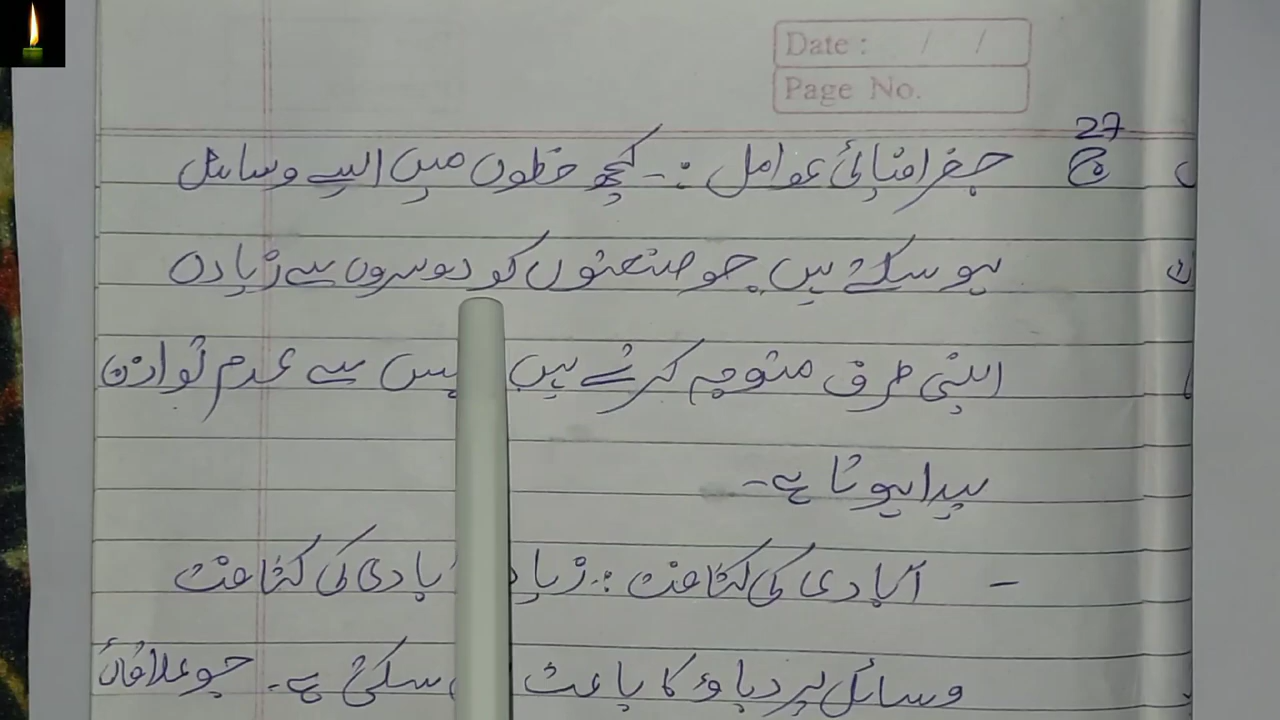 Date : / /
Page No.
27
ج جغرافیائی عوامل :- کچھ خطوں میں ایسے وسائل
ہو سکتے ہیں جو صنعتوں کو دوسروں سے زیادہ
اپنی طرف متوجہ کرتے ہیں جس سے عدم توازن
پیدا ہوتا ہے -
- آبادی کی کثافت :- آبادی کی کثافت
وسائل پر دباؤ کا باعث سکتی ہے - جو علاقائی